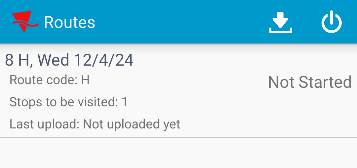 Routes
8 H, Wed 12/4/24
Route code: H
Not Started
Stops to be visited: 1
Last upload: Not uploaded yet